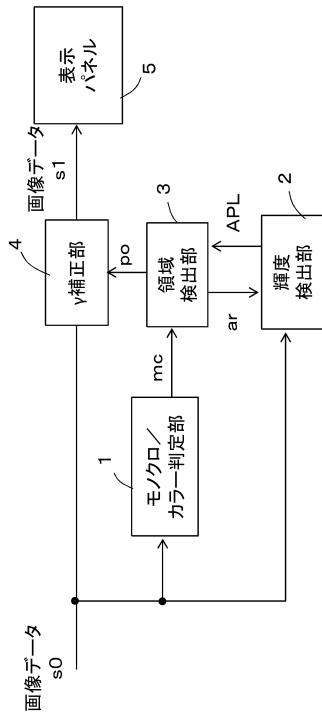 画像データ
s0
モノクロ／
カラー判定部
1
mc
γ補正部
4
po
領域
検出部
3
ar
APL
輝度
検出部
2
画像データ
s1
表示
パネル
5